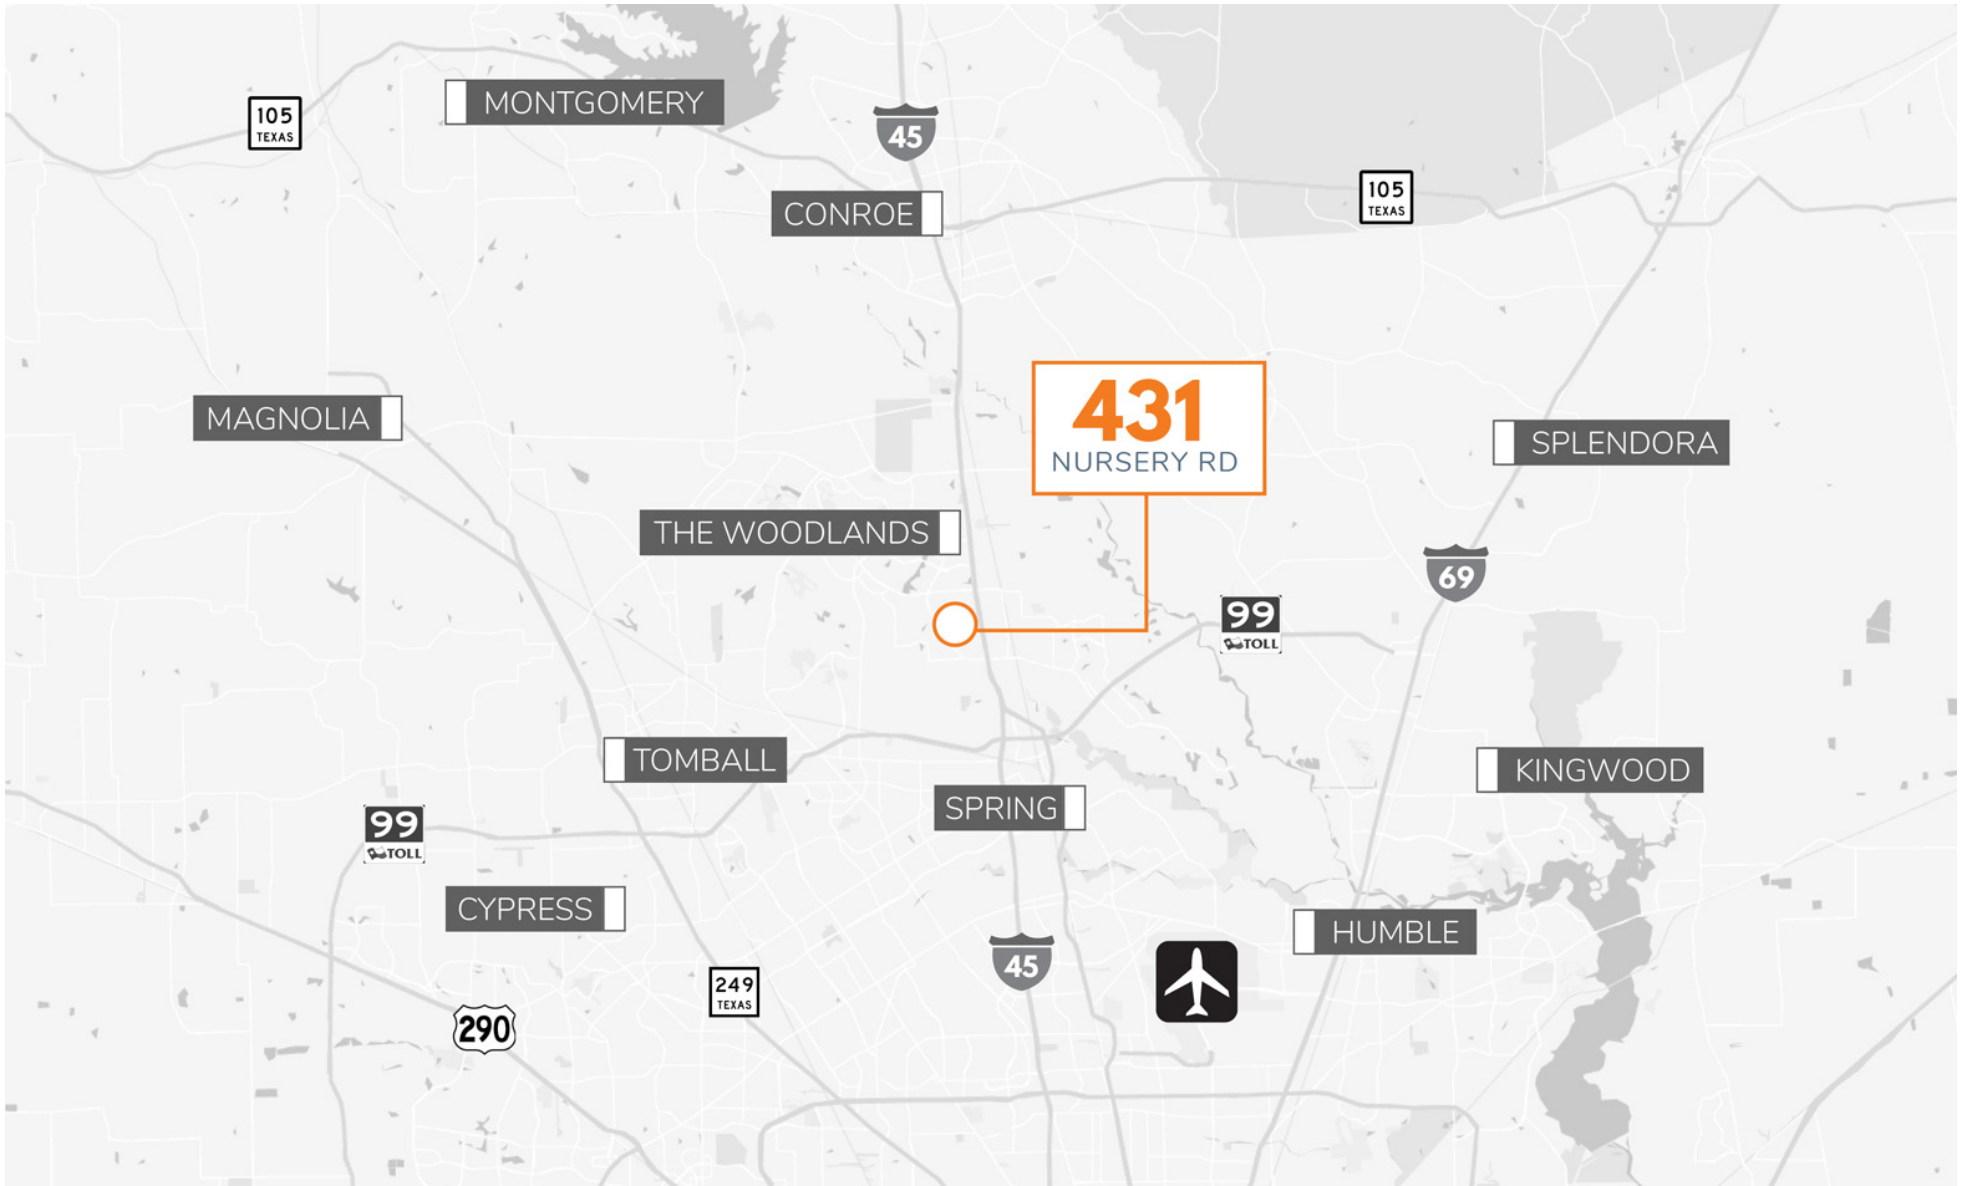 MONTGOMERY
105
TEXAS
45
CONROE
105
TEXAS
431
NURSERY RD
MAGNOLIA
SPLENDORA
THE WOODLANDS
69
99
TOLL
TOMBALL
KINGWOOD
SPRING
99
TOLL
CYPRESS
HUMBLE
45
249
TEXAS
290